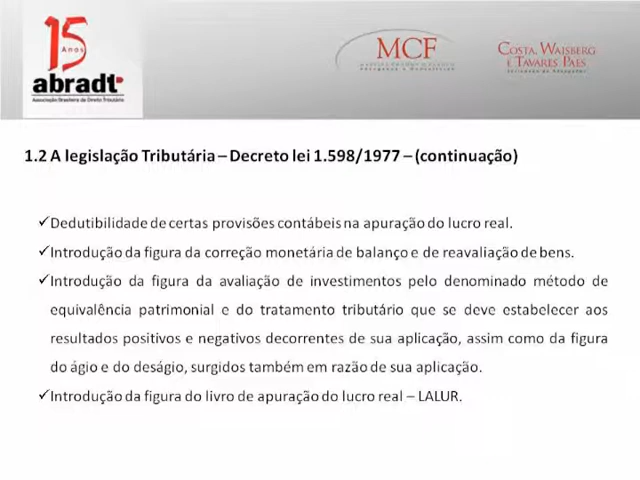 15
Anos
abradt
Associação Brasileira de Direito Tributário
MCF
Advocacia e Consultoria
Costa, Waisberg
e Tavares Paes
Sociedade de Advogados
1.2 A legislação Tributária – Decreto lei 1.598/1977 – (continuação)
✓Dedutibilidade de certas provisões contábeis na apuração do lucro real.
✓Introdução da figura da correção monetária de balanço e de reavaliação de bens.
✓Introdução da figura da avaliação de investimentos pelo denominado método de
equivalência patrimonial e do tratamento tributário que se deve estabelecer aos
resultados positivos e negativos decorrentes de sua aplicação, assim como da figura
do ágio e do deságio, surgidos também em razão de sua aplicação.
✓Introdução da figura do livro de apuração do lucro real – LALUR.